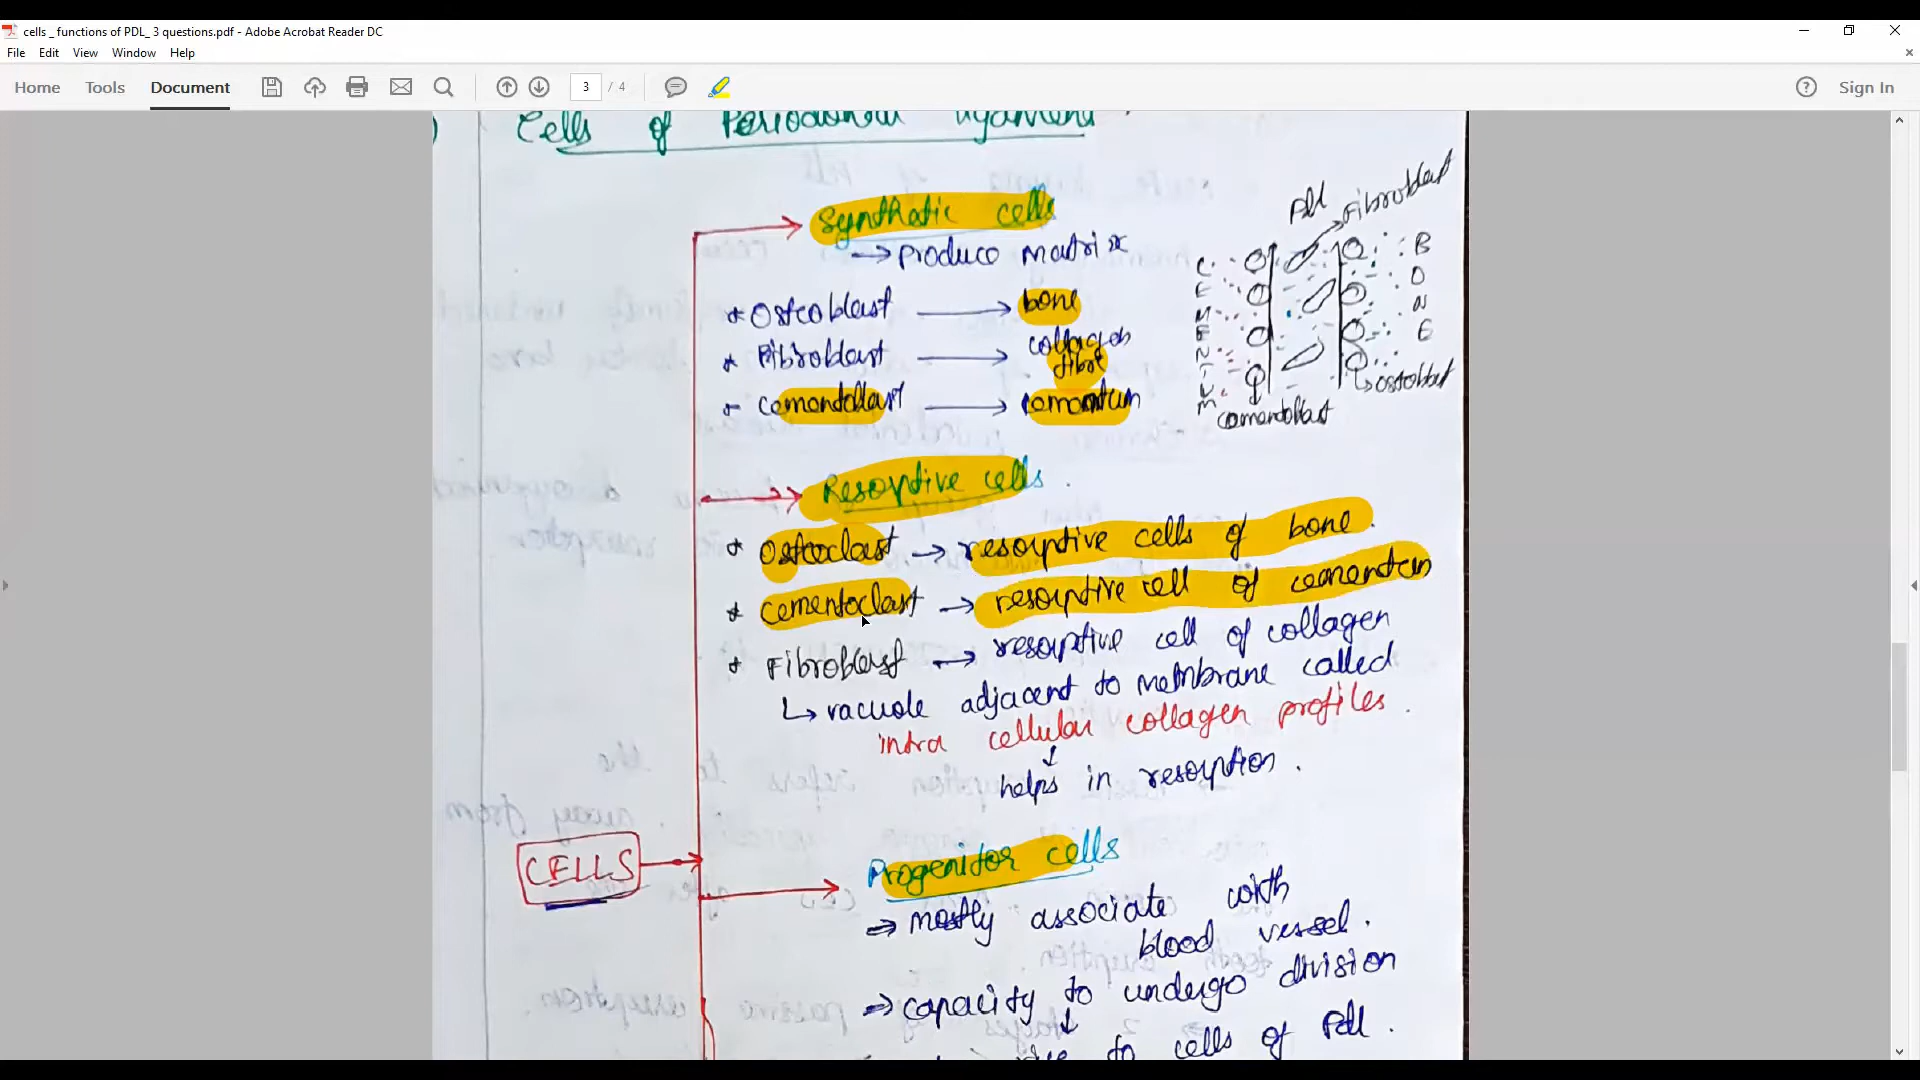 cells _ functions of PDL_ 3 questions.pdf - Adobe Acrobat Reader DC
File Edit View Window Help
Home Tools Document 3 / 4 Sign In
Cells of Periodontal ligament
Synthetic cells
→ produce matrix
* Osteoblast → bone
* Fibroblast → collagen
fibre
* cementoblast → cementum
Pdl
Fibroblast
CEMENTUM
BONE
cementoblast
osteoblast
Resorptive cells
* Osteoclast → resorptive cells of bone.
* cementoclast → resorptive cell of cementum
* Fibroblast → resorptive cell of collagen
↳ vacuole adjacent to membrane called
intra cellular collagen profiles.
↓
helps in resorption.
CELLS
Progenitor cells
⇒ mostly associate with
blood vessel.
⇒ capacity to undergo division
↓
to cells of Pdl.